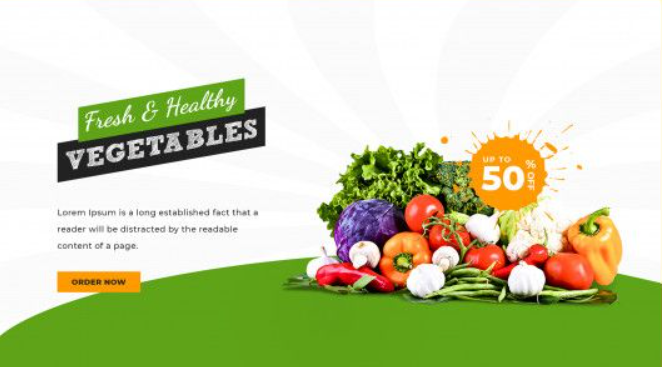 Fresh & Healthy
VEGETABLES
Lorem Ipsum is a long established fact that a
reader will be distracted by the readable
content of a page.
ORDER NOW
UP TO
50% OFF